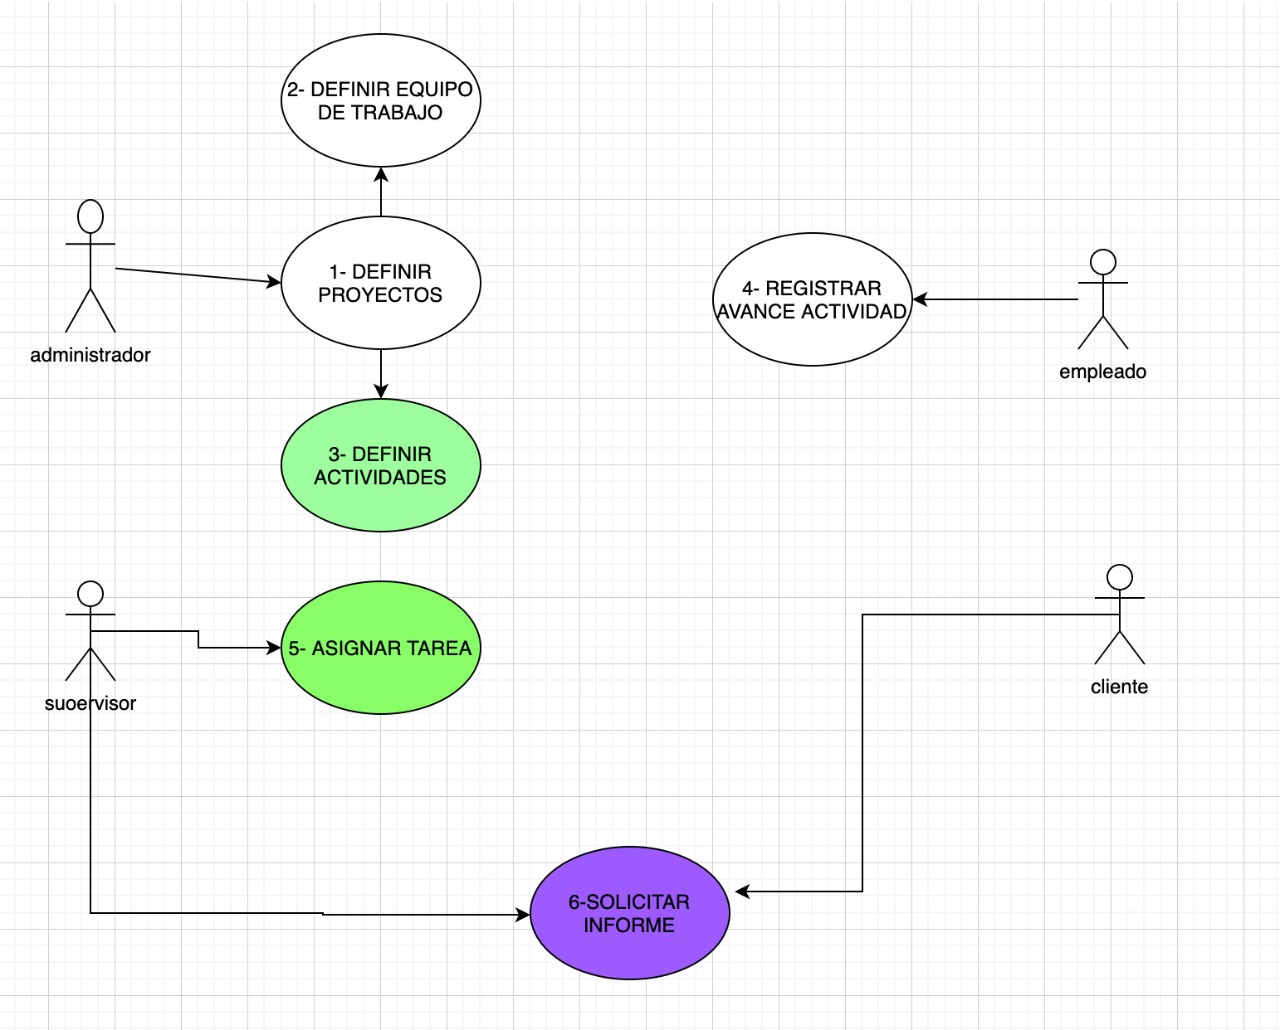 2- DEFINIR EQUIPO
DE TRABAJO
1- DEFINIR
PROYECTOS
administrador
4- REGISTRAR
AVANCE ACTIVIDAD
empleado
3- DEFINIR
ACTIVIDADES
suoervisor
5- ASIGNAR TAREA
cliente
6-SOLICITAR
INFORME